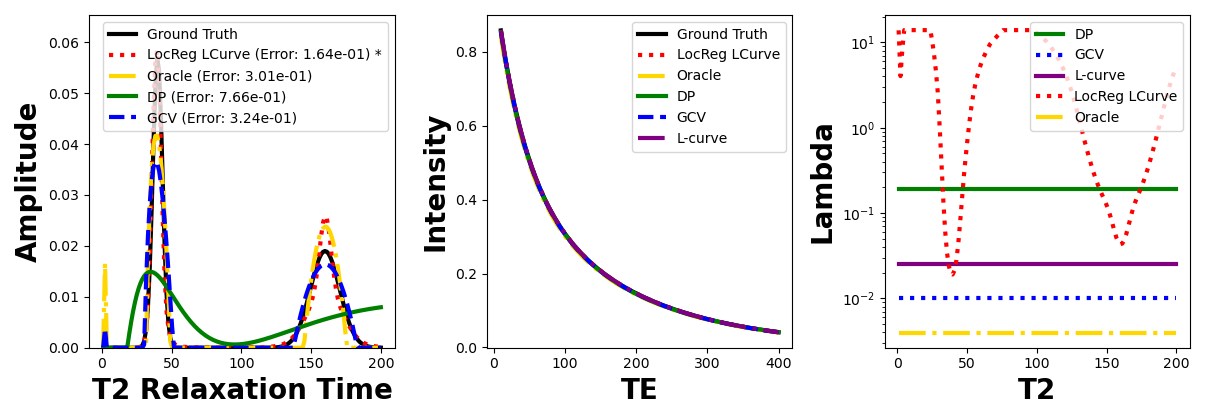 Amplitude
0.06
0.05
0.04
0.03
0.02
0.01
0.00
Ground Truth
LocReg LCurve (Error: 1.64e-01) *
Oracle (Error: 3.01e-01)
DP (Error: 7.66e-01)
GCV (Error: 3.24e-01)
0 50 100 150 200
T2 Relaxation Time
Intensity
0.8
0.6
0.4
0.2
0.0
Ground Truth
LocReg LCurve
Oracle
DP
GCV
L-curve
0 100 200 300 400
TE
Lambda
10¹
10⁰
10⁻¹
10⁻²
DP
GCV
L-curve
LocReg LCurve
Oracle
0 50 100 150 200
T2